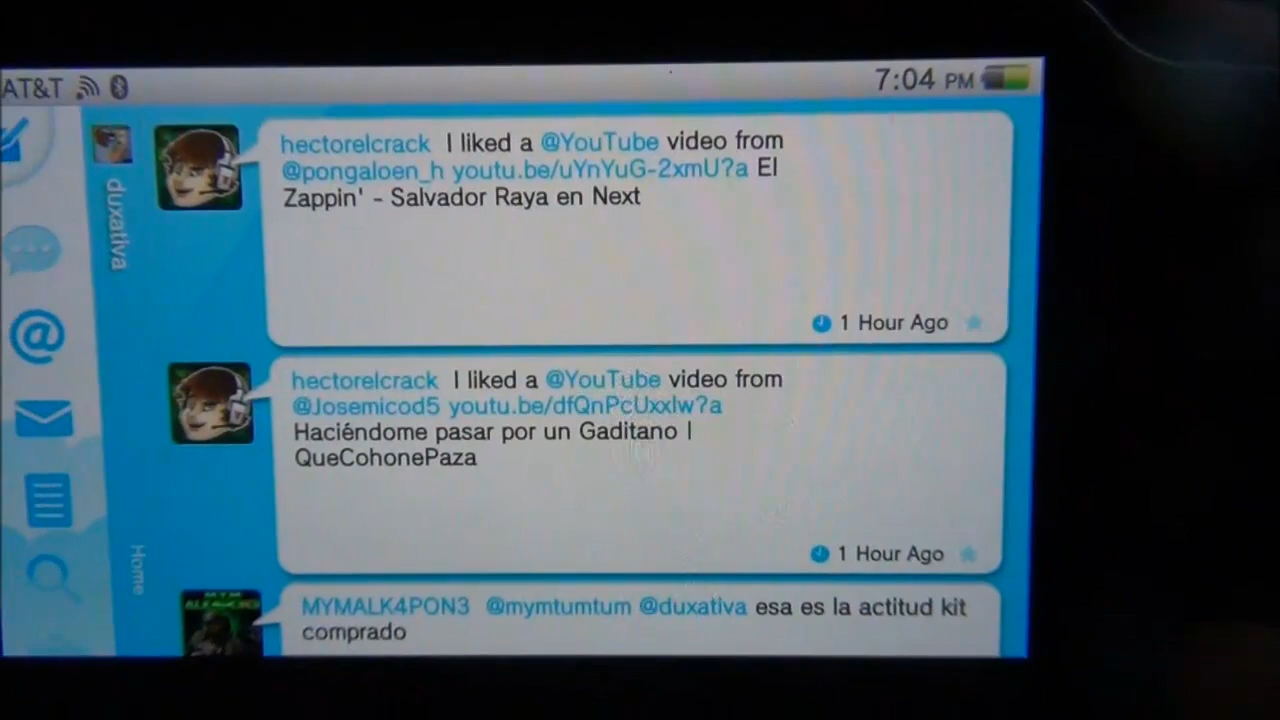 AT&T
7:04 PM
duxativa
hectorelcrack I liked a @YouTube video from
@pongaloen_h youtu.be/uYnYuG-2xmU?a El
Zappin' - Salvador Raya en Next
1 Hour Ago
hectorelcrack I liked a @YouTube video from
@Josemicod5 youtu.be/dfQnPcUxxIw?a
Haciéndome pasar por un Gaditano |
QueCohonePaza
1 Hour Ago
Home
MYMALK4PON3 @mymtumtum @duxativa esa es la actitud kit
comprado